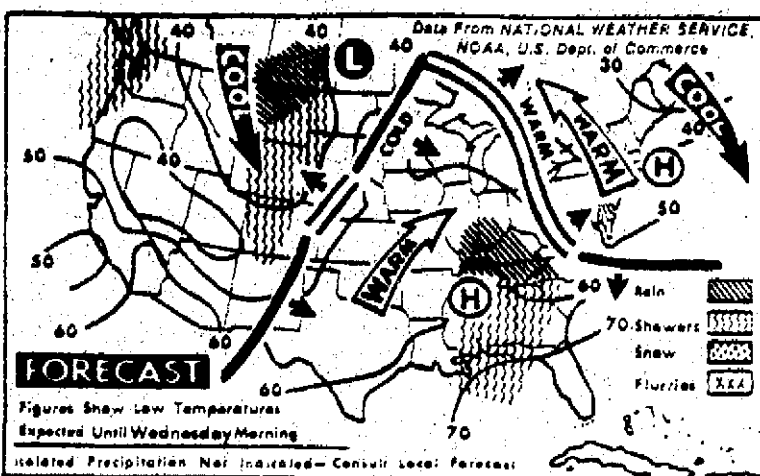 Data From NATIONAL WEATHER SERVICE,
NOAA, U.S. Dept. of Commerce
40
40
40
30
L
COOL
COOL
40
COLD
WARM
WARM
H
50
40
50
50
WARM
H
60
60
60
70
60
70
Rain
Showers
Snow
Flurries
FORECAST
Figures Show Low Temperatures
Expected Until Wednesday Morning
Isolated Precipitation Not Indicated – Consult Local Forecast